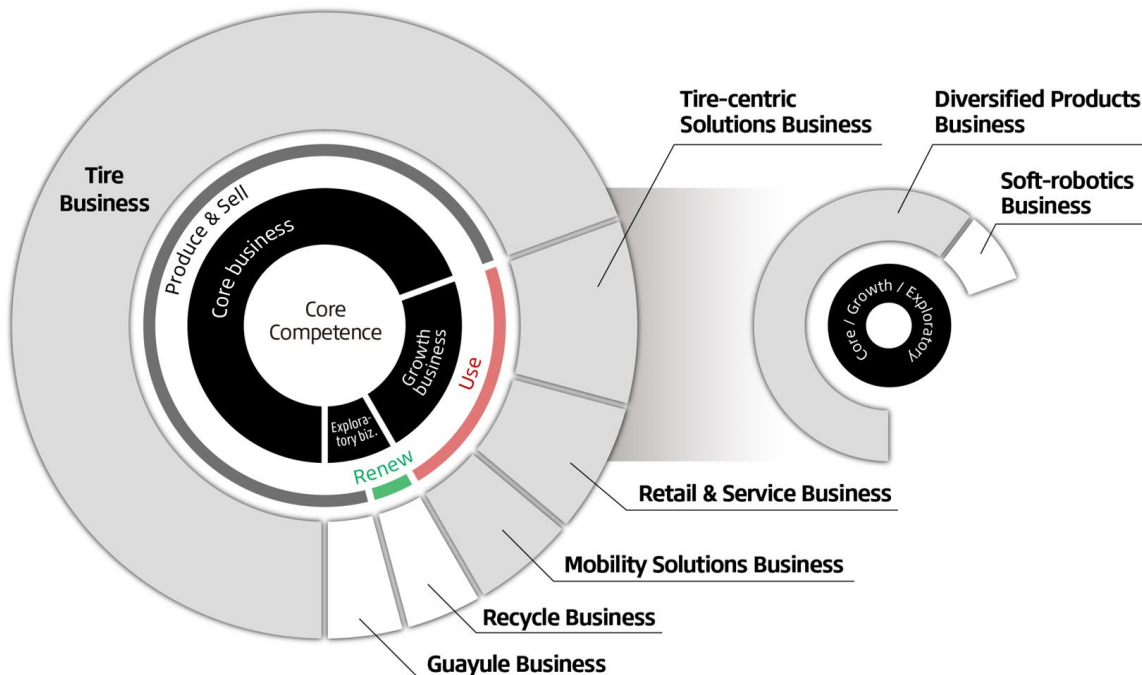 Tire-centric
Solutions Business
Diversified Products
Business
Soft-robotics
Business
Tire
Business
Produce & Sell
Core business
Core
Competence
Growth
business
Use
Explora-
tory biz.
Renew
Core / Growth / Exploratory
Retail & Service Business
Mobility Solutions Business
Recycle Business
Guayule Business